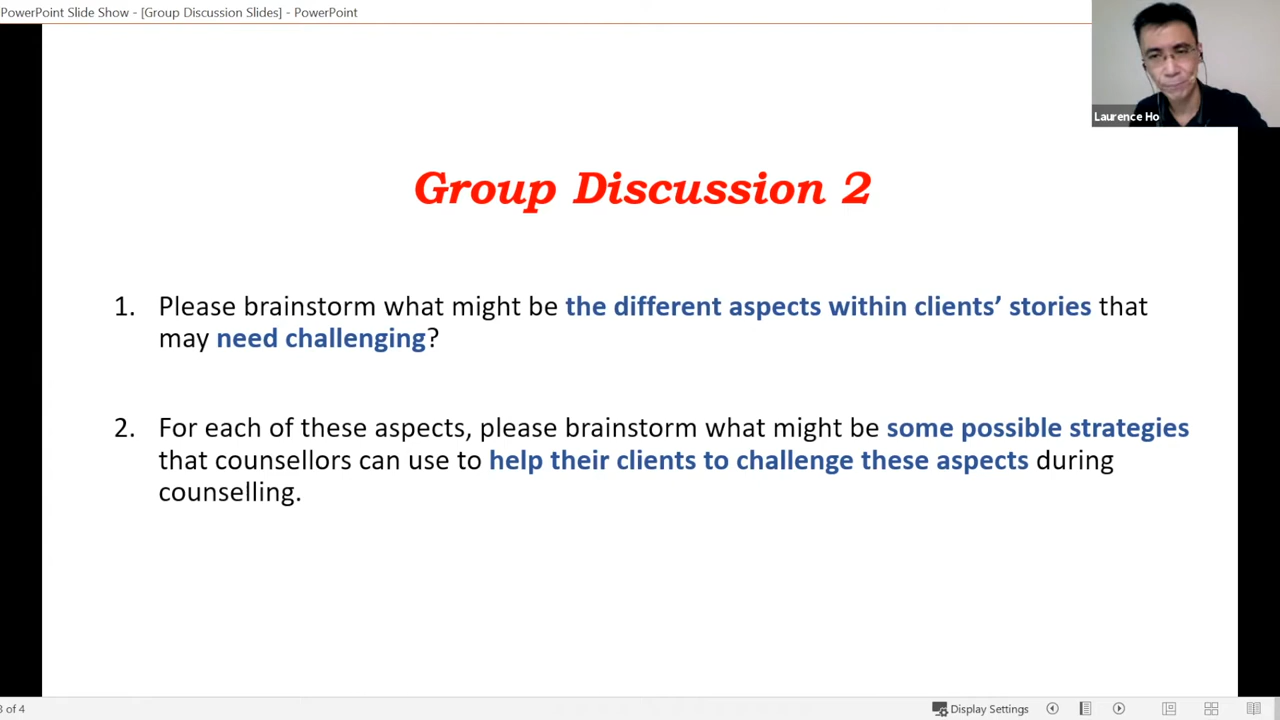 PowerPoint Slide Show - [Group Discussion Slides] - PowerPoint
Laurence Ho
Group Discussion 2
1. Please brainstorm what might be the different aspects within clients’ stories that
may need challenging?
2. For each of these aspects, please brainstorm what might be some possible strategies
that counsellors can use to help their clients to challenge these aspects during
counselling.
3 of 4
Display Settings